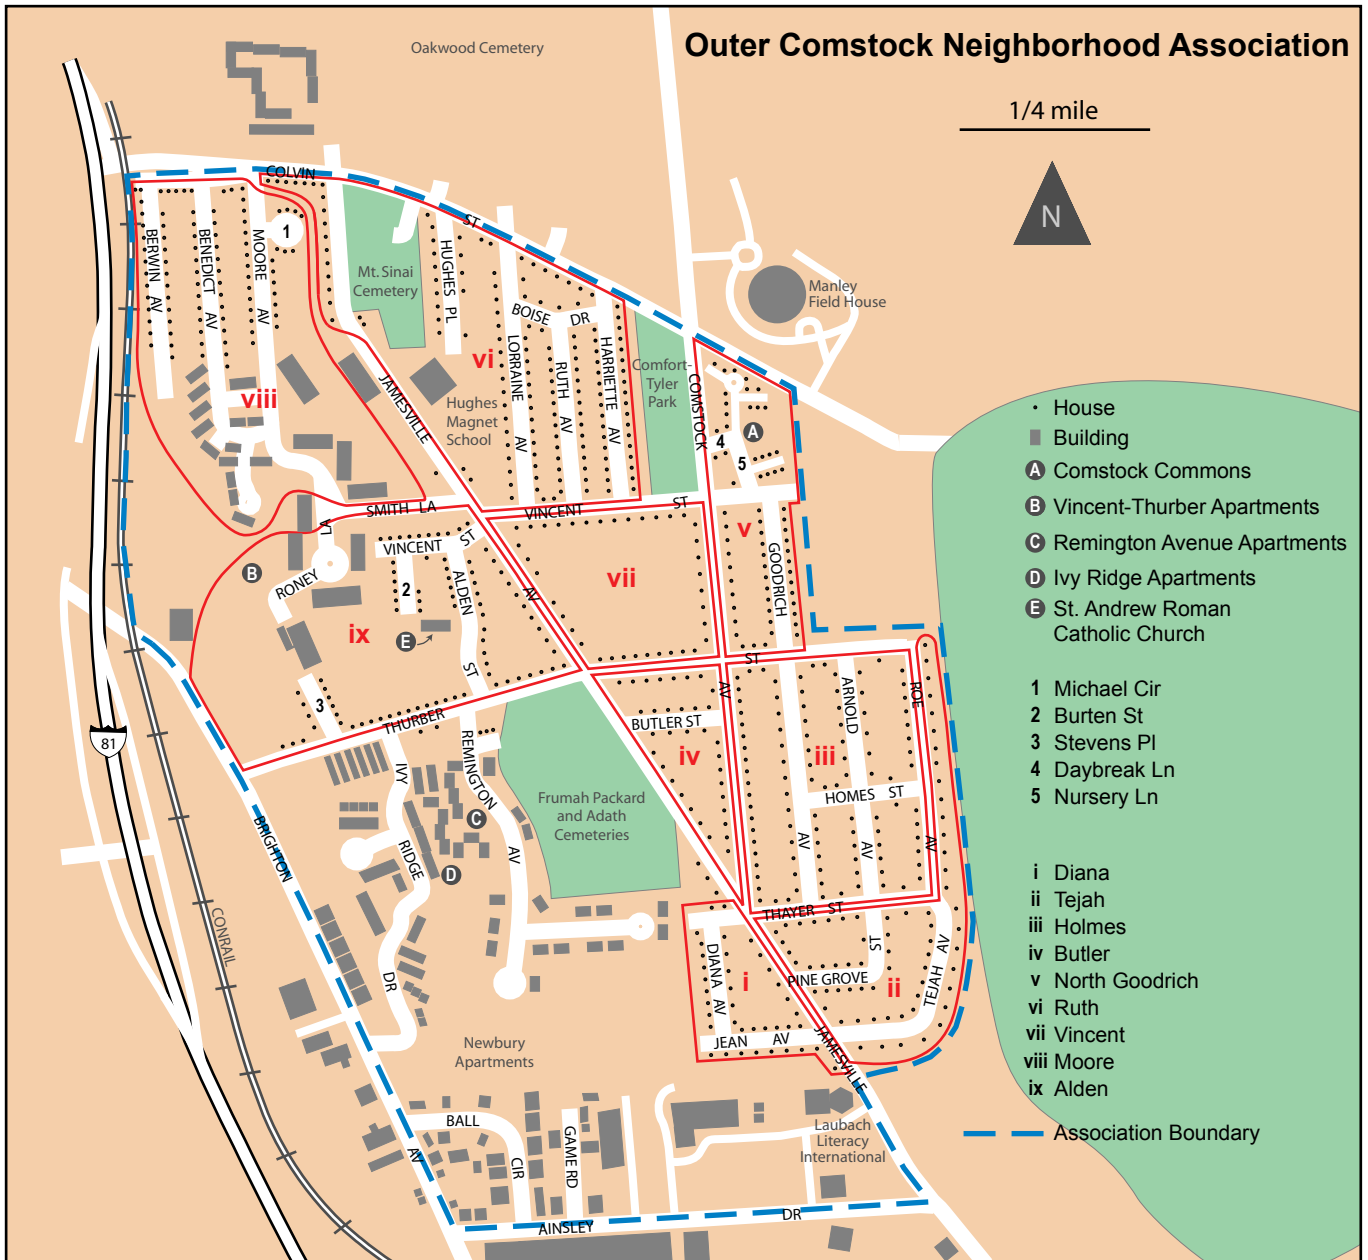 Outer Comstock Neighborhood Association
Oakwood Cemetery
1/4 mile
N
COLVIN
ST
BERWIN AV
BENEDICT AV
MOORE AV
1
Mt. Sinai
Cemetery
HUGHES PL
LORRAINE AV
BOISE DR
RUTH AV
HARRIETTE AV
Manley
Field House
Comfort-
Tyler
Park
COMSTOCK
AV
JAMESVILLE
AV
Hughes
Magnet
School
vi
viii
A
4
5
SMITH LA
VINCENT ST
v
GOODRICH
AV
LA
RONEY
VINCENT ST
2
ALDEN
ST
B
E
ix
vii
3
THURBER
ST
ARNOLD
AV
ROE
AV
BUTLER ST
iv
iii
HOMES ST
81
IVY
RIDGE
DR
REMINGTON
AV
C
D
Frumah Packard
and Adath
Cemeteries
BRIGHTON
AV
CONRAIL
THAYER ST
DIANA AV
i
PINE GROVE
ST
ii
TEJAH AV
JEAN AV
JAMESVILLE
Newbury
Apartments
BALL
CIR
GAME RD
AINSLEY
DR
Laubach
Literacy
International
House
Building
A Comstock Commons
B Vincent-Thurber Apartments
C Remington Avenue Apartments
D Ivy Ridge Apartments
E St. Andrew Roman
Catholic Church
1 Michael Cir
2 Burten St
3 Stevens Pl
4 Daybreak Ln
5 Nursery Ln
i Diana
ii Tejah
iii Holmes
iv Butler
v North Goodrich
vi Ruth
vii Vincent
viii Moore
ix Alden
Association Boundary